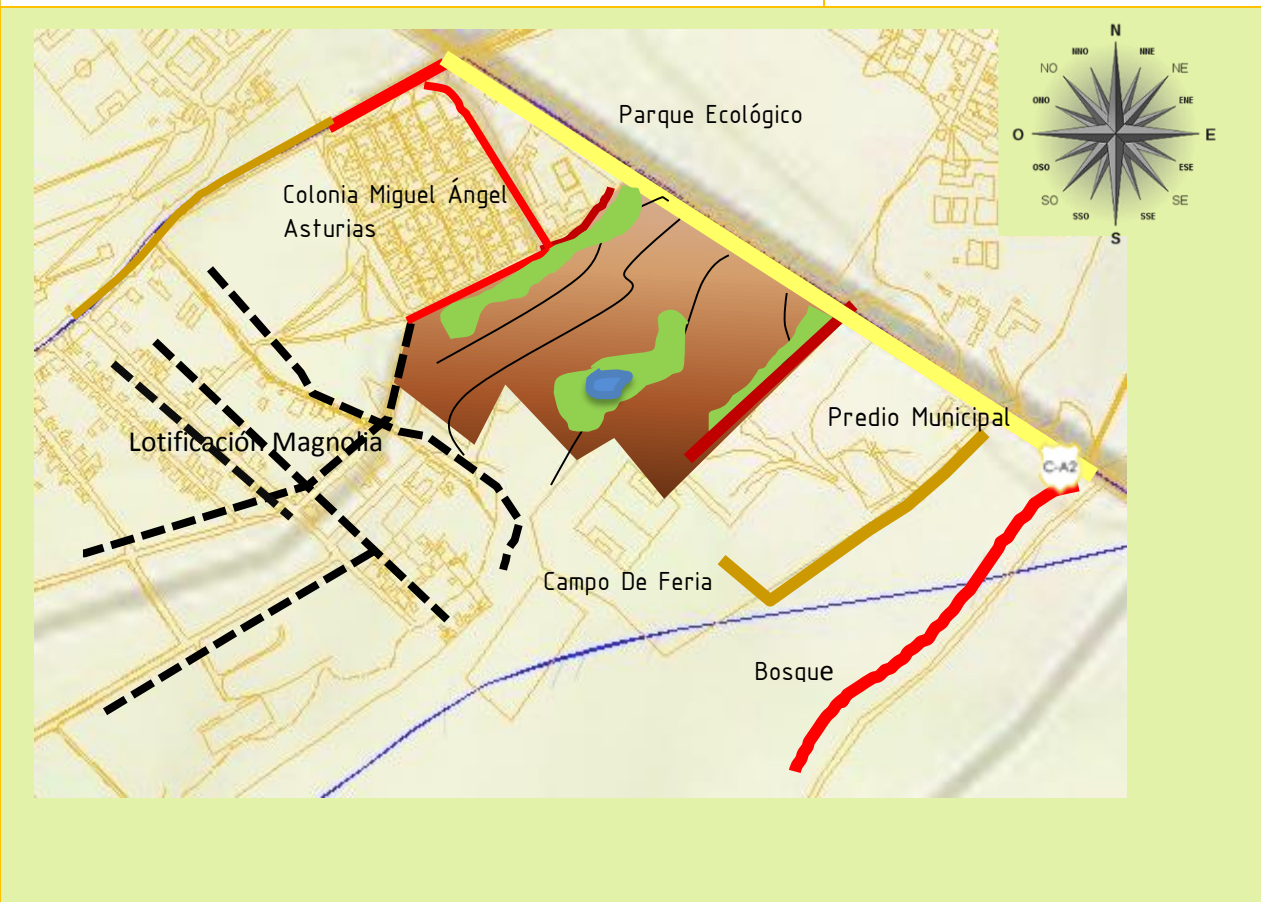 N
NNO
NNE
NO
NE
ONO
ENE
O
E
OSO
ESE
SO
SE
SSO
SSE
S
Parque Ecológico
Colonia Miguel Ángel
Asturias
Predio Municipal
Lotificación Magnolia
C-A2
Campo De Feria
Bosque